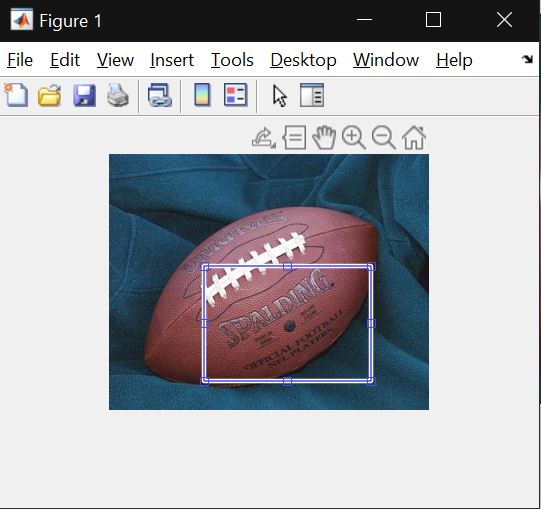 Figure 1
File Edit View Insert Tools Desktop Window Help
SPALDING
OFFICIAL FOOTBALL
NFL PLAYERS